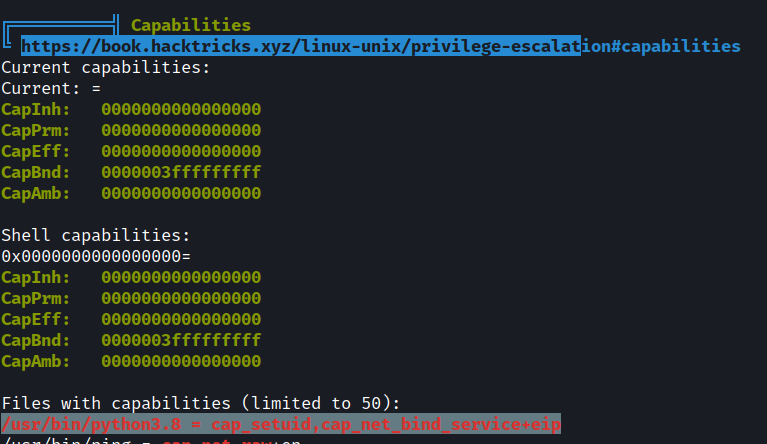 Capabilities
https://book.hacktricks.xyz/linux-unix/privilege-escalation#capabilities
Current capabilities:
Current: =
CapInh:   0000000000000000
CapPrm:   0000000000000000
CapEff:   0000000000000000
CapBnd:   0000003fffffffff
CapAmb:   0000000000000000
Shell capabilities:
0x0000000000000000=
CapInh:   0000000000000000
CapPrm:   0000000000000000
CapEff:   0000000000000000
CapBnd:   0000003fffffffff
CapAmb:   0000000000000000
Files with capabilities (limited to 50):
/usr/bin/python3.8 = cap_setuid,cap_net_bind_service+eip
/usr/bin/ping = cap_net_raw+ep